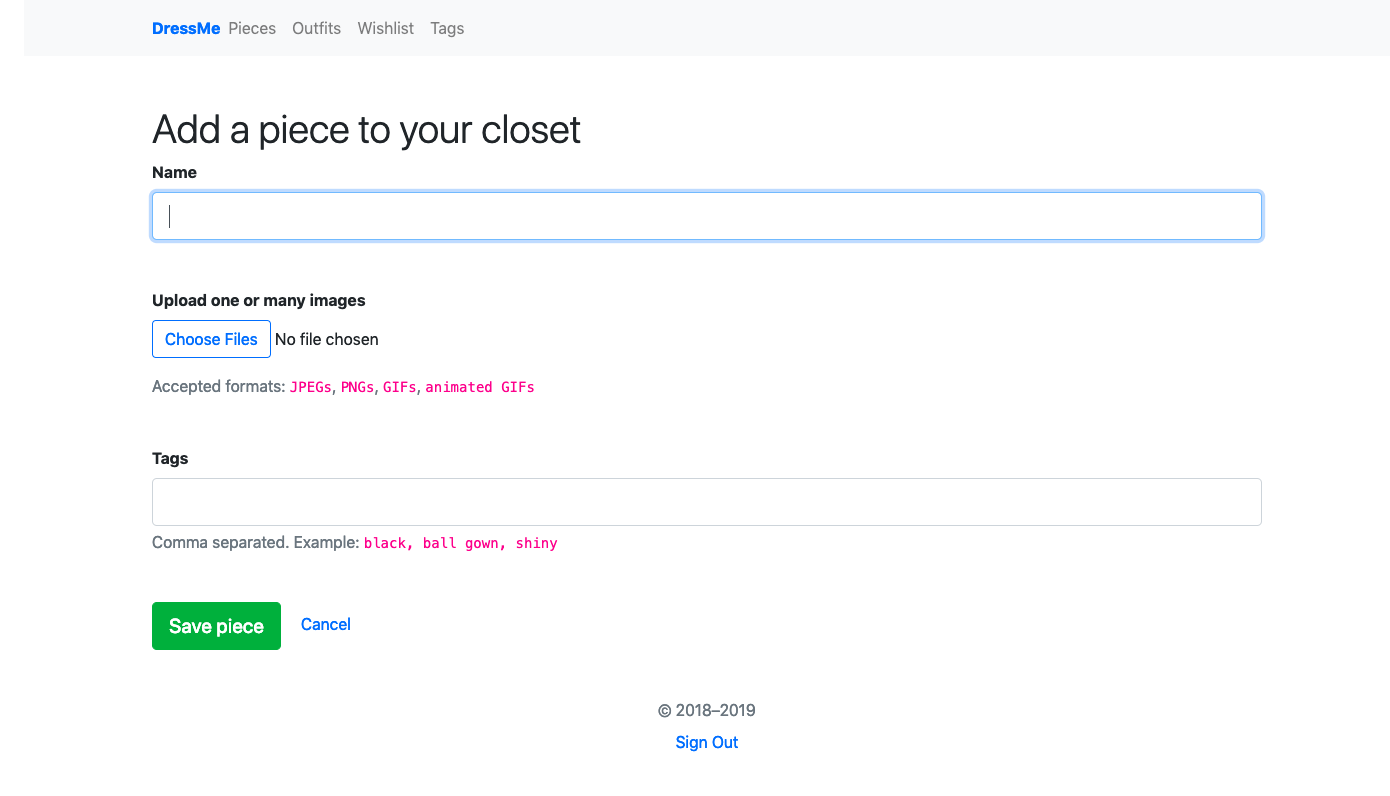 DressMe Pieces Outfits Wishlist Tags
Add a piece to your closet
Name
Upload one or many images
Choose Files No file chosen
Accepted formats: JPEGs, PNGs, GIFs, animated GIFs
Tags
Comma separated. Example: black, ball gown, shiny
Save piece Cancel
© 2018–2019
Sign Out